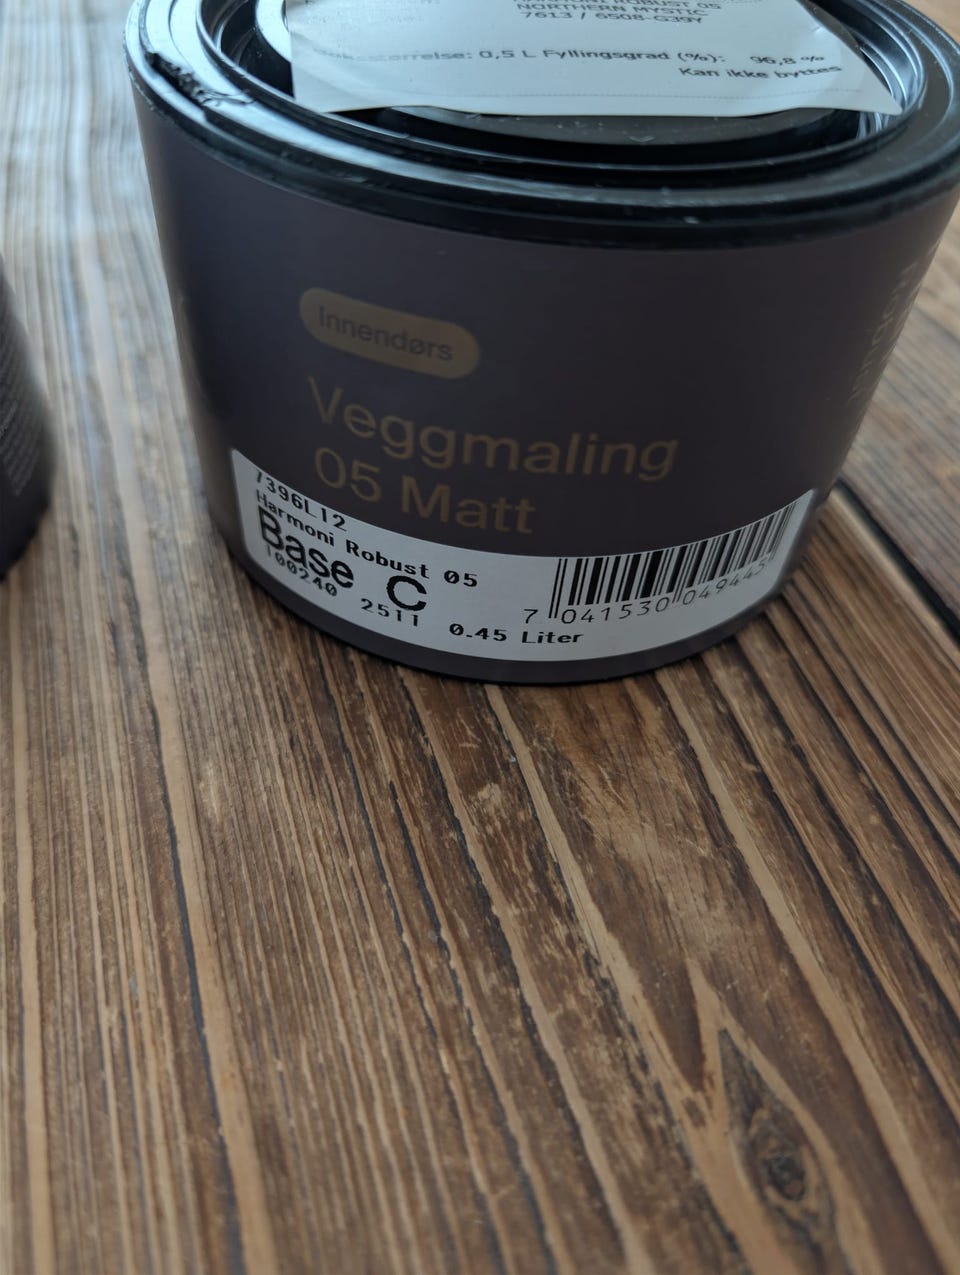 NORTHERN MYSTIC
7613 / 6508-G39Y
0,5 L Fyllingsgrad (%): 96,8 %
Kan ikke byttes
Innendørs
Veggmaling
05 Matt
7396L12
Harmoni Robust 05
Base C
100240 2511 0.45 Liter
7 041530 049445